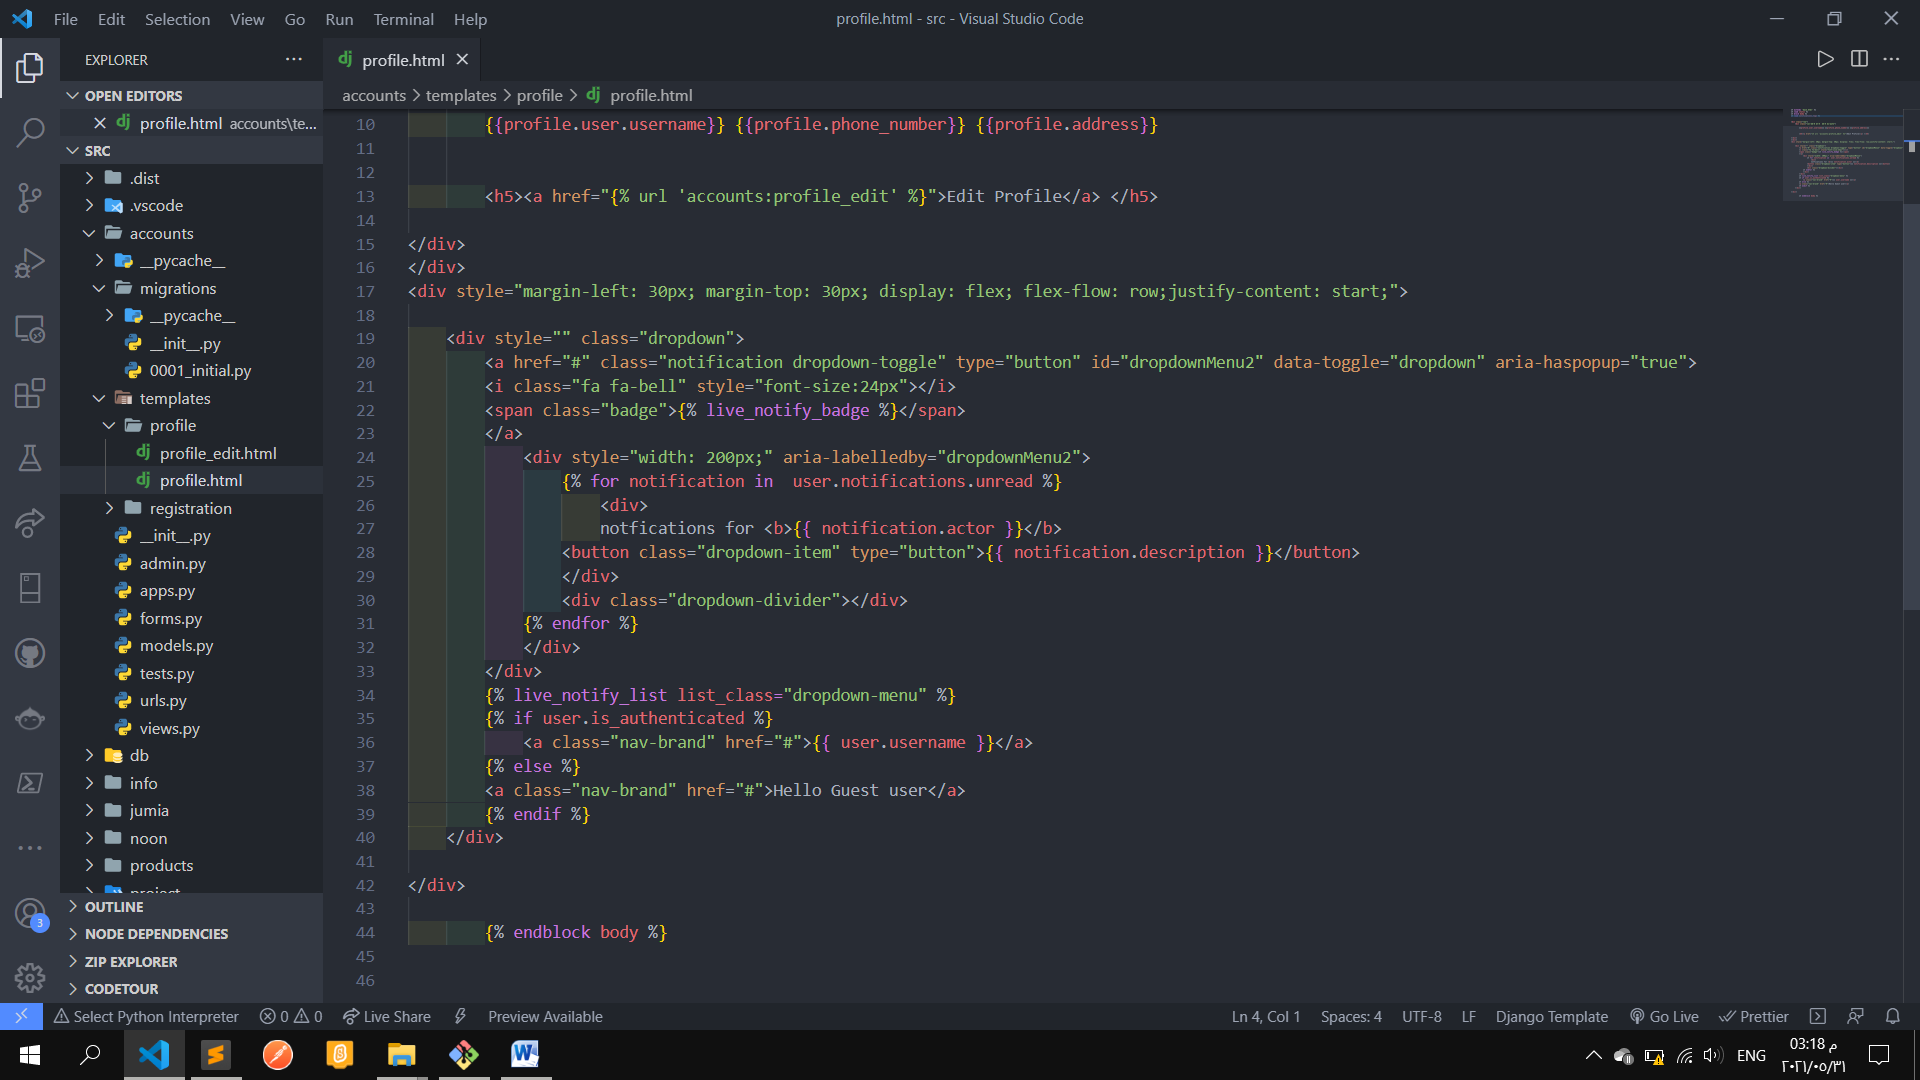 File Edit Selection View Go Run Terminal Help
profile.html - src - Visual Studio Code
EXPLORER
OPEN EDITORS
profile.html accounts\te...
SRC
.dist
.vscode
accounts
__pycache__
migrations
__pycache__
__init__.py
0001_initial.py
templates
profile
profile_edit.html
profile.html
registration
__init__.py
admin.py
apps.py
forms.py
models.py
tests.py
urls.py
views.py
db
info
jumia
noon
products
project
OUTLINE
NODE DEPENDENCIES
ZIP EXPLORER
CODETOUR
3
profile.html
accounts > templates > profile > profile.html
10 {{profile.user.username}} {{profile.phone_number}} {{profile.address}}
11
12
13 <h5><a href="{% url 'accounts:profile_edit' %}">Edit Profile</a> </h5>
14
15 </div>
16 </div>
17 <div style="margin-left: 30px; margin-top: 30px; display: flex; flex-flow: row;justify-content: start;">
18
19 <div style="" class="dropdown">
20 <a href="#" class="notification dropdown-toggle" type="button" id="dropdownMenu2" data-toggle="dropdown" aria-haspopup="true">
21 <i class="fa fa-bell" style="font-size:24px"></i>
22 <span class="badge">{% live_notify_badge %}</span>
23 </a>
24 <div style="width: 200px;" aria-labelledby="dropdownMenu2">
25 {% for notification in  user.notifications.unread %}
26 <div>
27 notfications for <b>{{ notification.actor }}</b>
28 <button class="dropdown-item" type="button">{{ notification.description }}</button>
29 </div>
30 <div class="dropdown-divider"></div>
31 {% endfor %}
32 </div>
33 </div>
34 {% live_notify_list list_class="dropdown-menu" %}
35 {% if user.is_authenticated %}
36 <a class="nav-brand" href="#">{{ user.username }}</a>
37 {% else %}
38 <a class="nav-brand" href="#">Hello Guest user</a>
39 {% endif %}
40 </div>
41
42 </div>
43
44 {% endblock body %}
45
46
Select Python Interpreter 0 0 Live Share Preview Available
Ln 4, Col 1 Spaces: 4 UTF-8 LF Django Template Go Live Prettier
ENG
03:18 م
٢٠٢١/٠٥/٣١